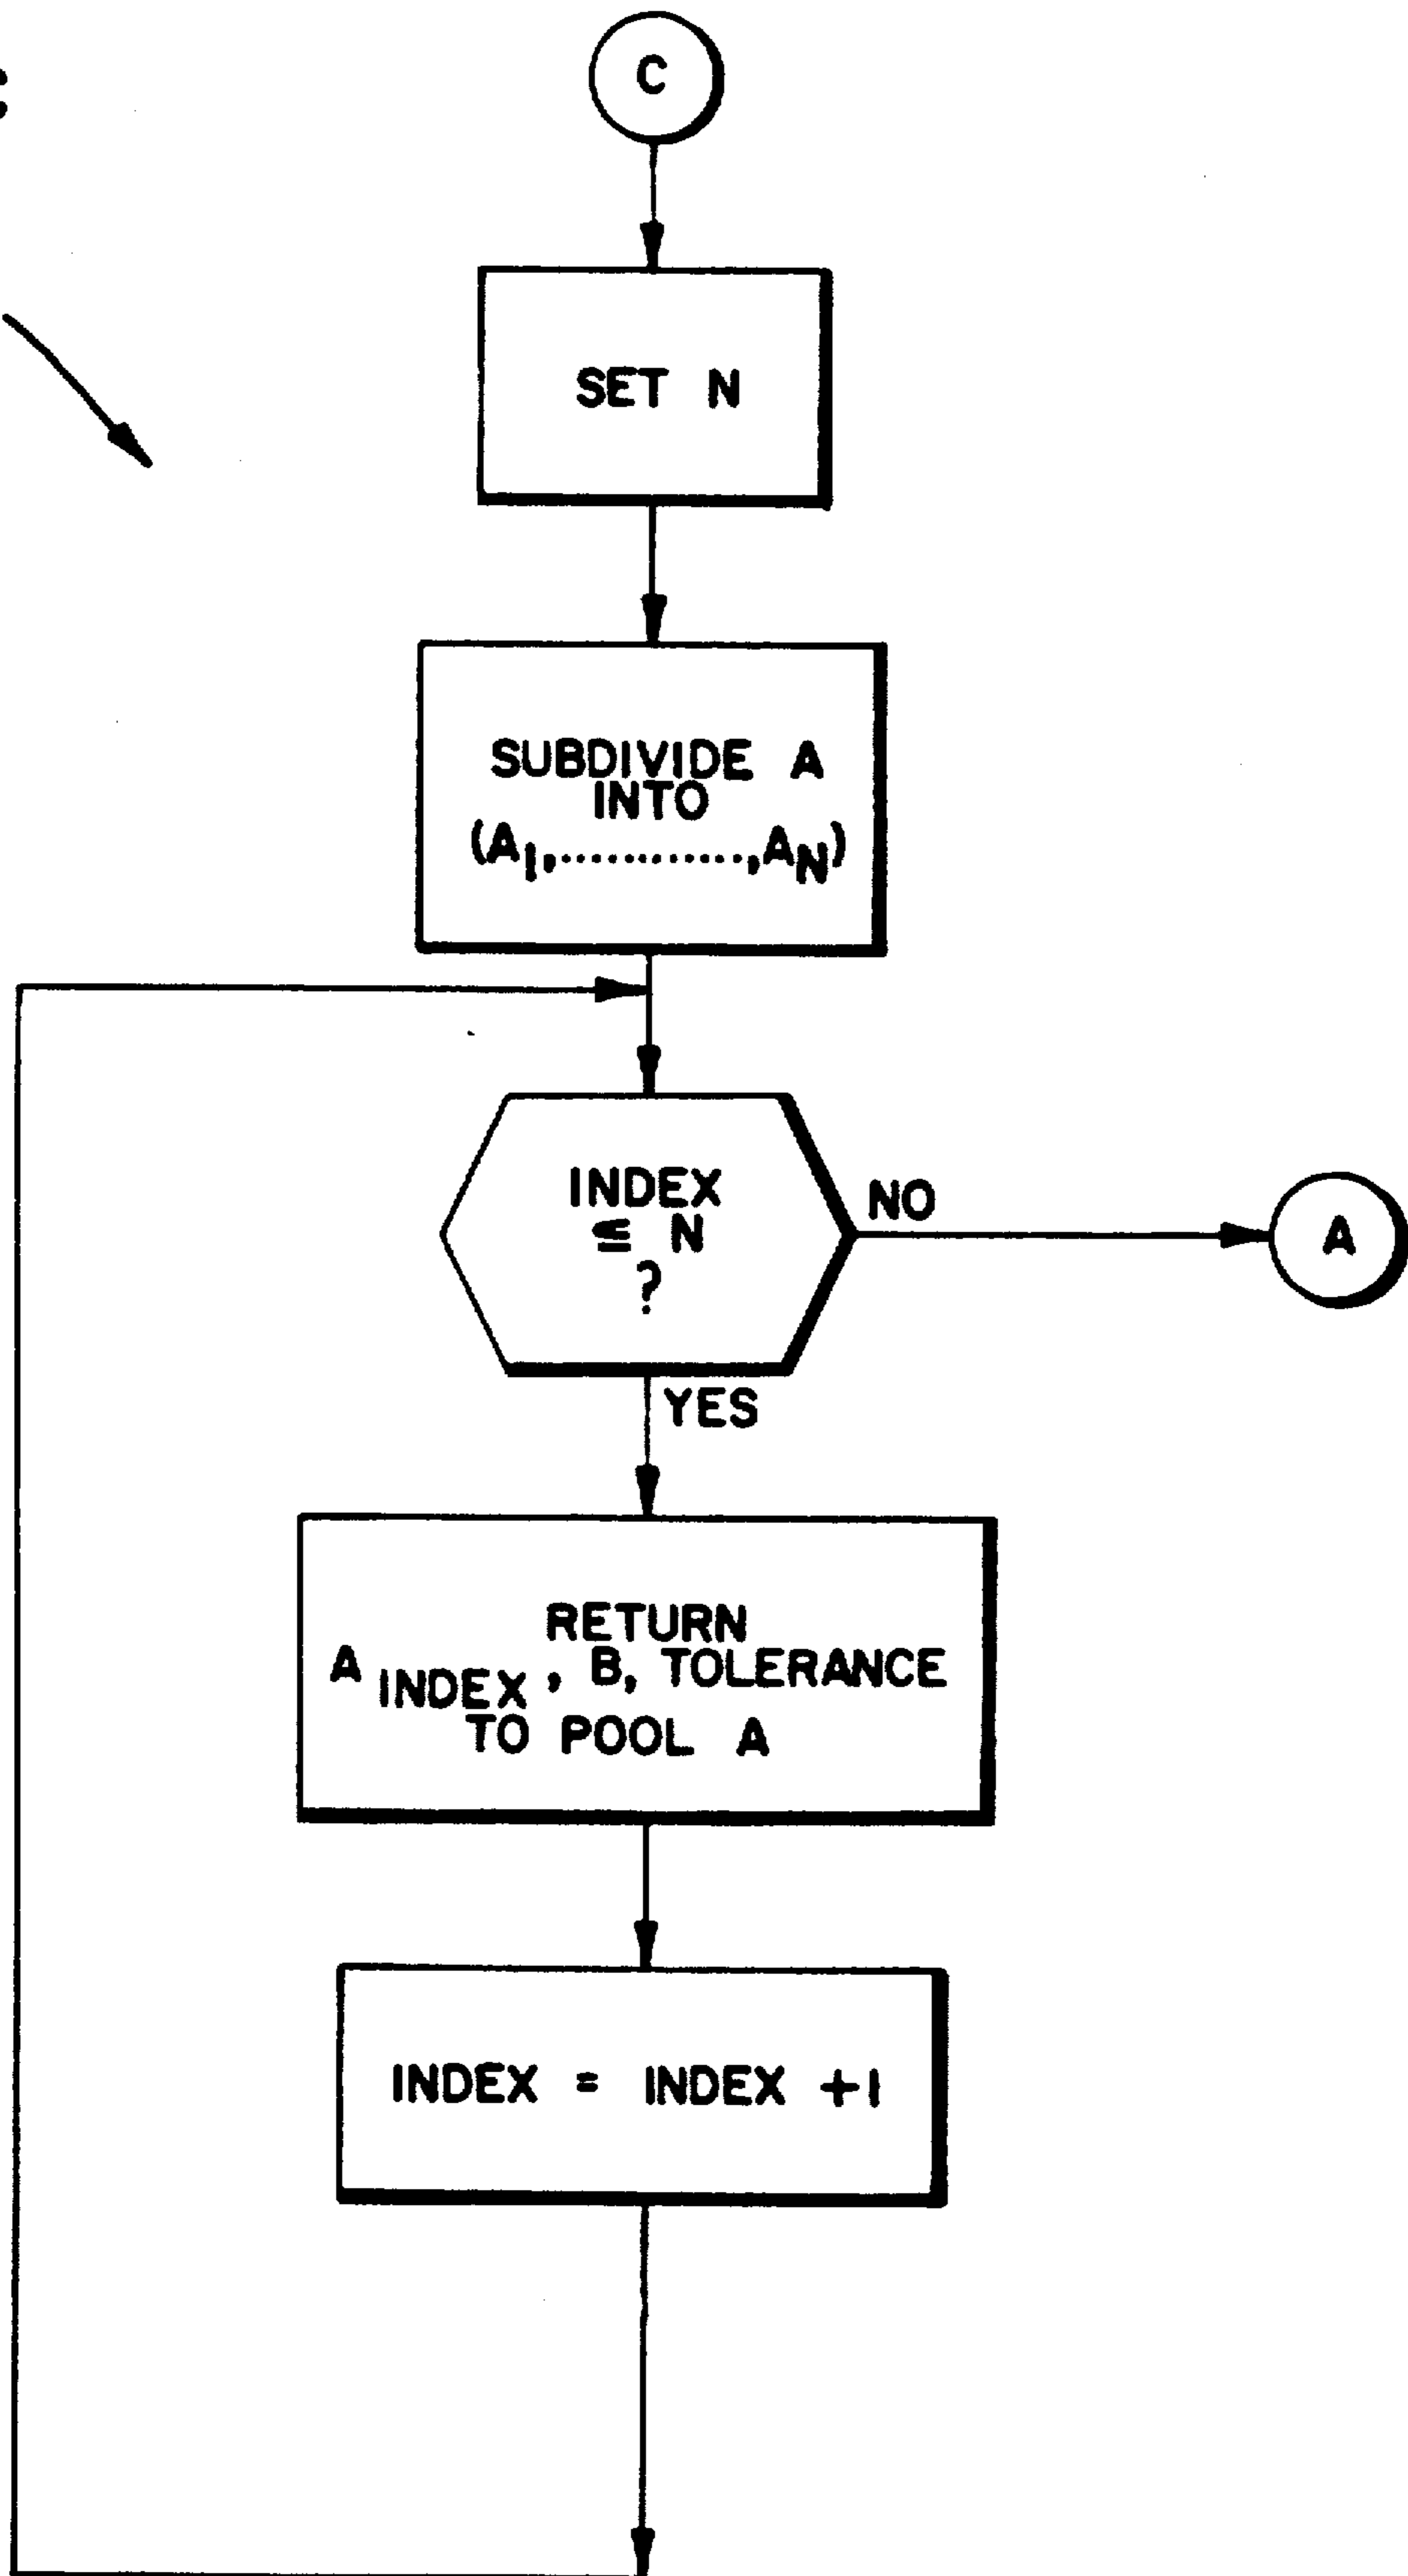 C
SET N
SUBDIVIDE A
INTO
(A1,............,AN)
INDEX
≦ N
?
NO
A
YES
RETURN
A INDEX, B, TOLERANCE
TO POOL A
INDEX = INDEX +1